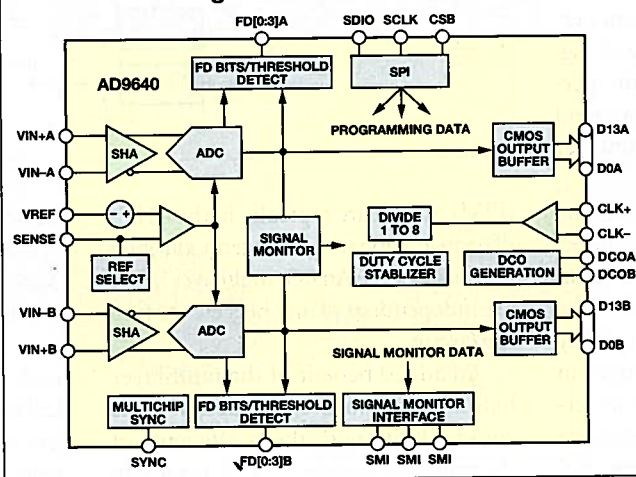 FD[0:3]A
SDIO SCLK CSB
AD9640
FD BITS/THRESHOLD
DETECT
SPI
PROGRAMMING DATA
VIN+A
VIN–A
SHA
ADC
CMOS
OUTPUT
BUFFER
D13A
D0A
VREF
SENSE
– +
REF
SELECT
SIGNAL
MONITOR
DIVIDE
1 TO 8
DUTY CYCLE
STABLIZER
CLK+
CLK–
DCO
GENERATION
DCOA
DCOB
VIN–B
VIN+B
SHA
ADC
CMOS
OUTPUT
BUFFER
D13B
D0B
SIGNAL MONITOR DATA
MULTICHIP
SYNC
FD BITS/THRESHOLD
DETECT
SIGNAL MONITOR
INTERFACE
SYNC
FD[0:3]B
SMI SMI SMI